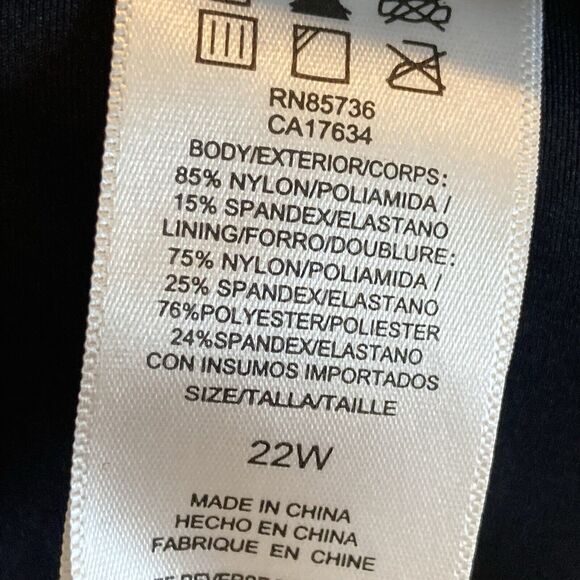 RN85736
CA17634
BODY/EXTERIOR/CORPS:
85% NYLON/POLIAMIDA /
15% SPANDEX/ELASTANO
LINING/FORRO/DOUBLURE:
75% NYLON/POLIAMIDA /
25% SPANDEX/ELASTANO
76%POLYESTER/POLIESTER
24%SPANDEX/ELASTANO
CON INSUMOS IMPORTADOS
SIZE/TALLA/TAILLE
22W
MADE IN CHINA
HECHO EN CHINA
FABRIQUE EN CHINE